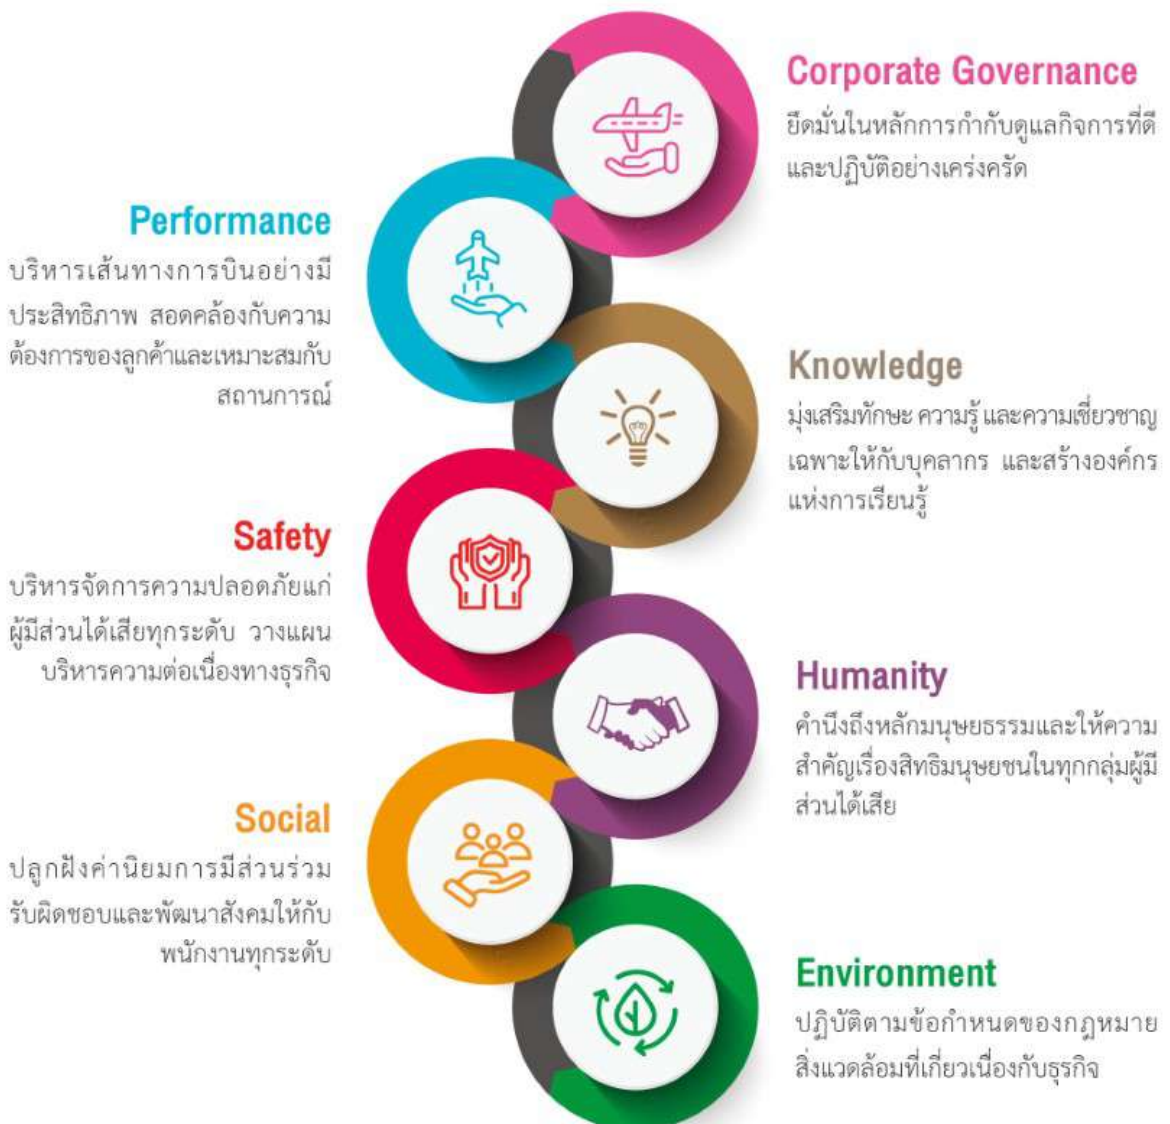 Corporate Governance
ยึดมั่นในหลักการกำกับดูแลกิจการที่ดี
และปฏิบัติอย่างเคร่งครัด
Performance
บริหารเส้นทางการบินอย่างมี
ประสิทธิภาพ สอดคล้องกับความ
ต้องการของลูกค้าและเหมาะสมกับ
สถานการณ์
Knowledge
มุ่งเสริมทักษะ ความรู้ และความเชี่ยวชาญ
เฉพาะให้กับบุคลากร และสร้างองค์กร
แห่งการเรียนรู้
Safety
บริหารจัดการความปลอดภัยแก่
ผู้มีส่วนได้เสียทุกระดับ วางแผน
บริหารความต่อเนื่องทางธุรกิจ
Humanity
คำนึงถึงหลักมนุษยธรรมและให้ความ
สำคัญเรื่องสิทธิมนุษยชนในทุกกลุ่มผู้มี
ส่วนได้เสีย
Social
ปลูกฝังค่านิยมการมีส่วนร่วม
รับผิดชอบและพัฒนาสังคมให้กับ
พนักงานทุกระดับ
Environment
ปฏิบัติตามข้อกำหนดของกฎหมาย
สิ่งแวดล้อมที่เกี่ยวเนื่องกับธุรกิจ